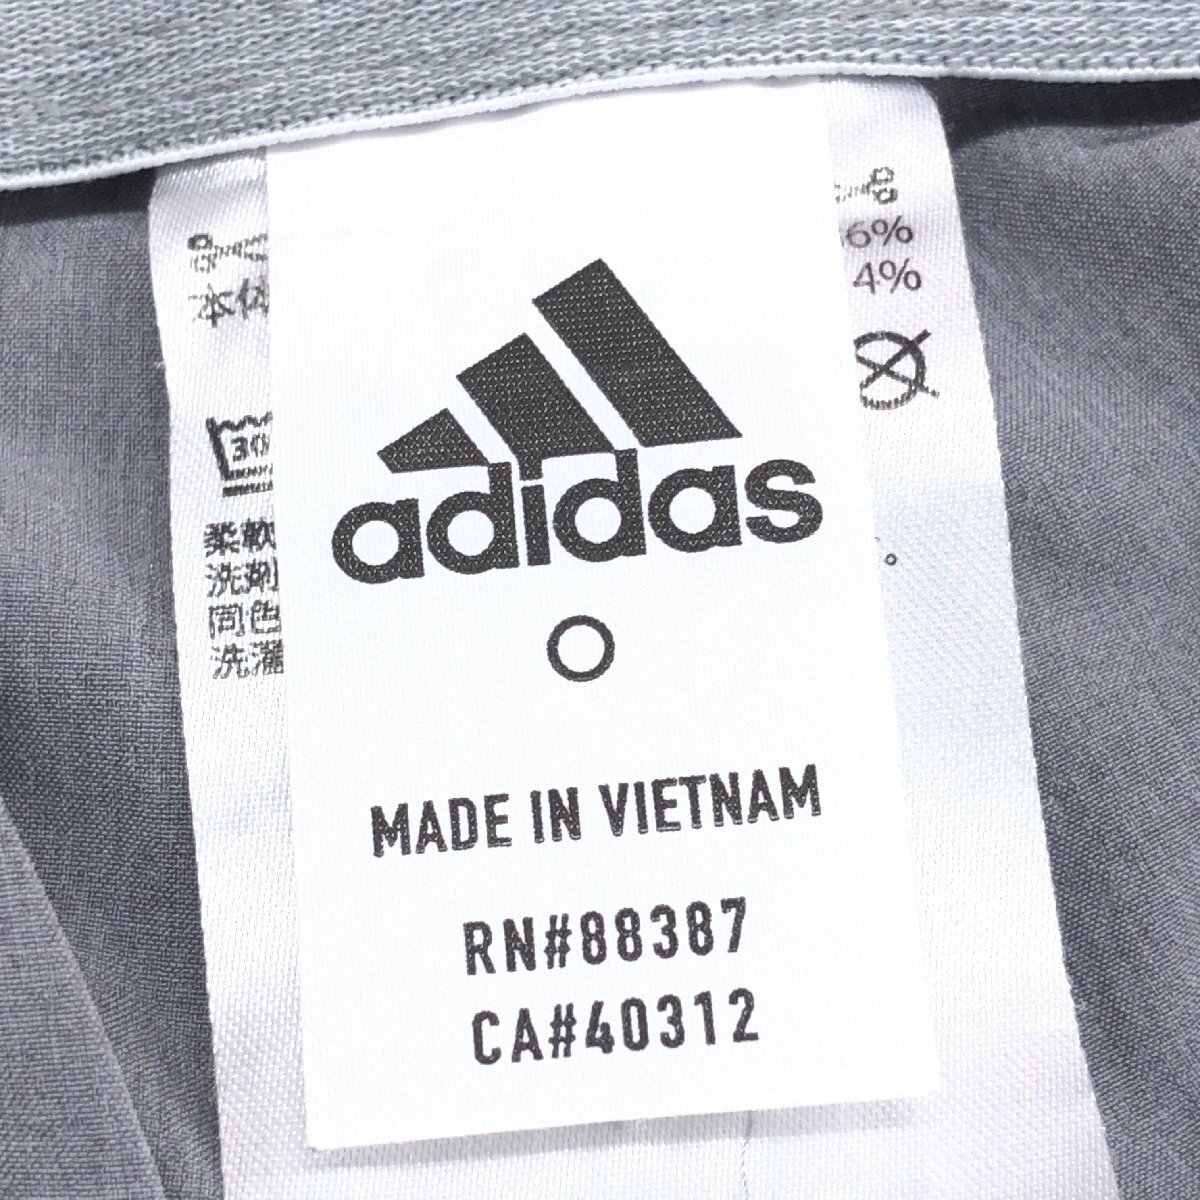 adidas
O
MADE IN VIETNAM
RN#88387
CA#40312
本体
6%
4%
30
柔軟
洗剤
同色
洗濯